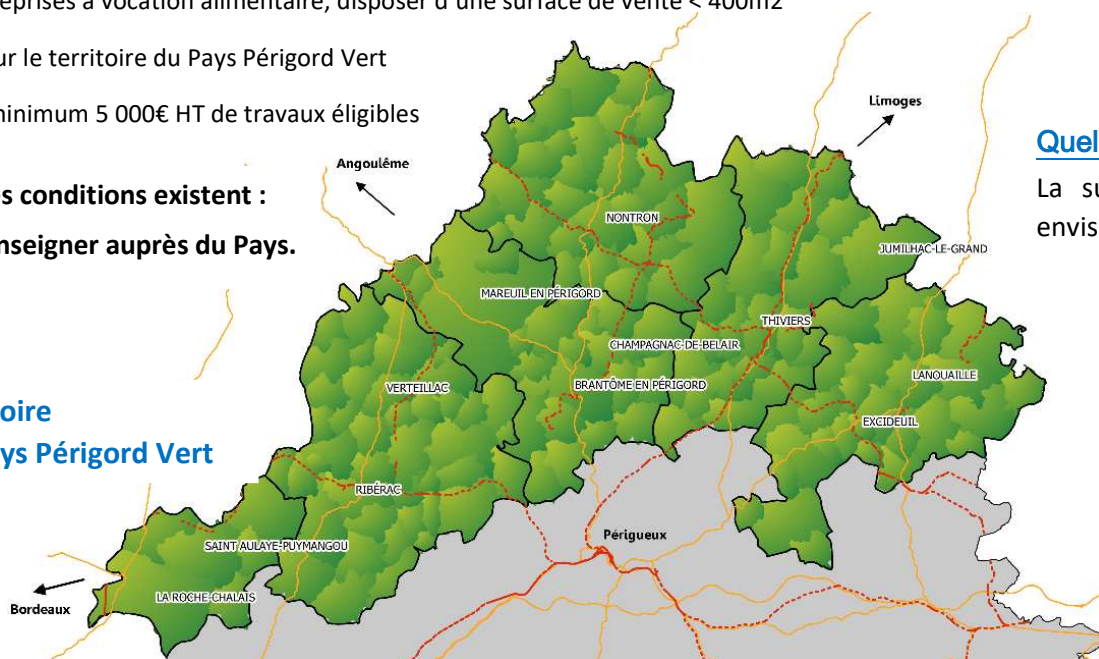 reprises à vocation alimentaire, disposer d'une surface de vente < 400m2
ur le territoire du Pays Périgord Vert
minimum 5 000€ HT de travaux éligibles
es conditions existent :
nseigner auprès du Pays.
Quel
La su
envis
oire
ys Périgord Vert
Limoges
Angoulême
NONTRON
JUMILHAC-LE-GRAND
MAREUIL EN PÉRIGORD
THIVIERS
CHAMPAGNAC-DE-BELAIR
LANOUAILLE
VERTEILLAC
BRANTÔME EN PÉRIGORD
EXCIDEUIL
RIBÉRAC
Périgueux
SAINT AULAYE-PUYMANGOU
LA ROCHE-CHALAIS
Bordeaux